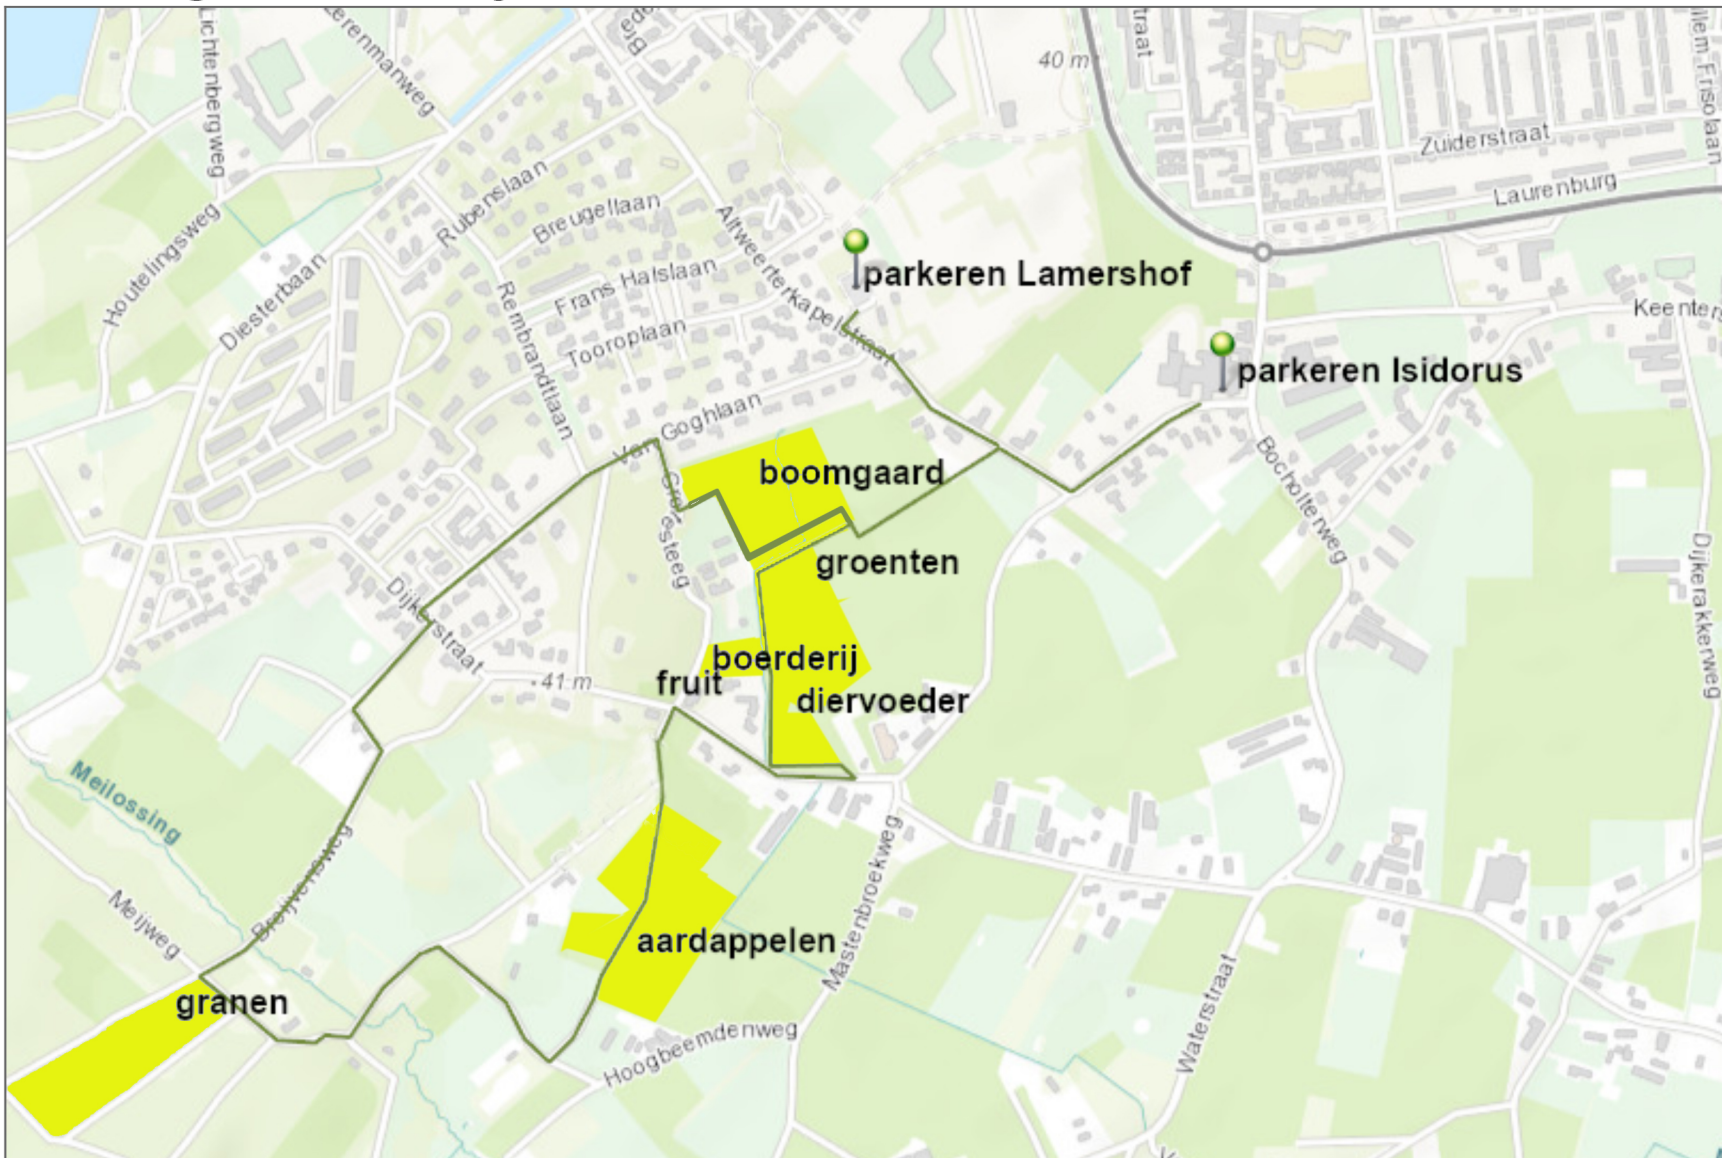 Lichtenbergweg
40 m
Zuiderstraat
Laurenburg
Houtelingsweg
Diesterbaan
Rubenslaan
Breugellaan
Frans Halslaan
Tooroplaan
Rembrandtlaan
Altweerterkapelstraat
parkeren Lamershof
parkeren Isidorus
Van Goghlaan
boomgaard
Bocholterweg
groenten
Dijkerstraat
41 m
boerderij
fruit
diervoeder
Dijkerakkerweg
Meilossing
Breijvensweg
Meijweg
Mastenbroekweg
aardappelen
granen
Hoogbeemdenweg
Waterstraat